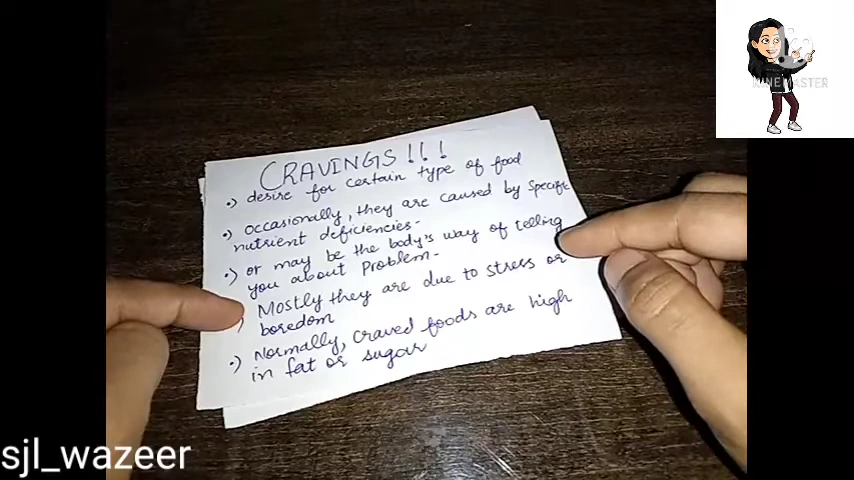 CRAVINGS!!!
•) desire for certain type of food
•) occasionally, they are caused by specific
nutrient deficiencies-
•) or may be the body's way of telling
you about Problem-
Mostly they are due to stress or
boredom
•) Normally, craved foods are high
in fat or sugar
KINEMASTER
sjl_wazeer